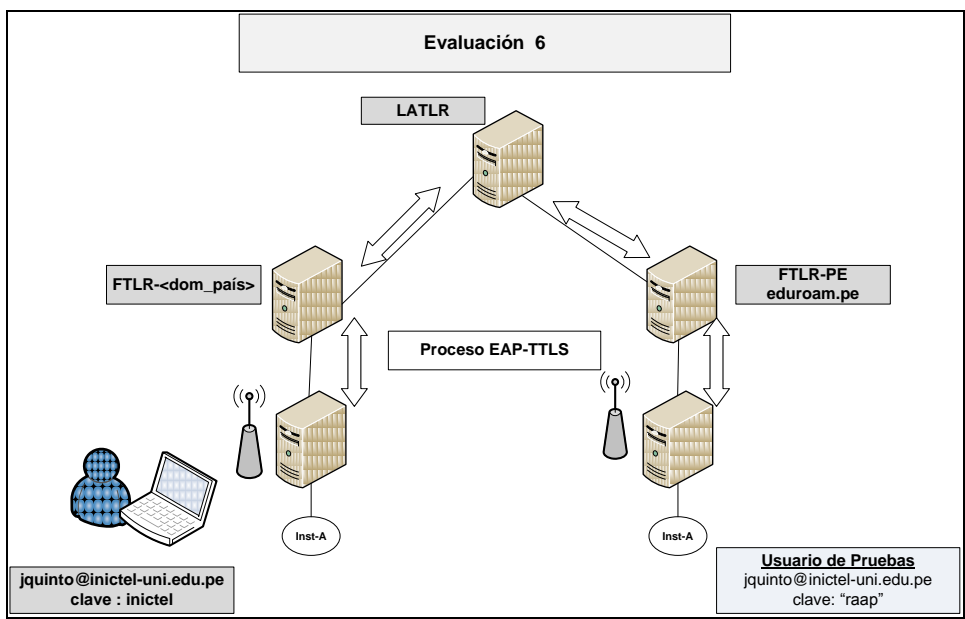 Evaluación 6
LATLR
FTLR-<dom_país>
FTLR-PE
eduroam.pe
Proceso EAP-TTLS
Inst-A
Inst-A
jquinto@inictel-uni.edu.pe
clave : inictel
Usuario de Pruebas
jquinto@inictel-uni.edu.pe
clave: “raap”